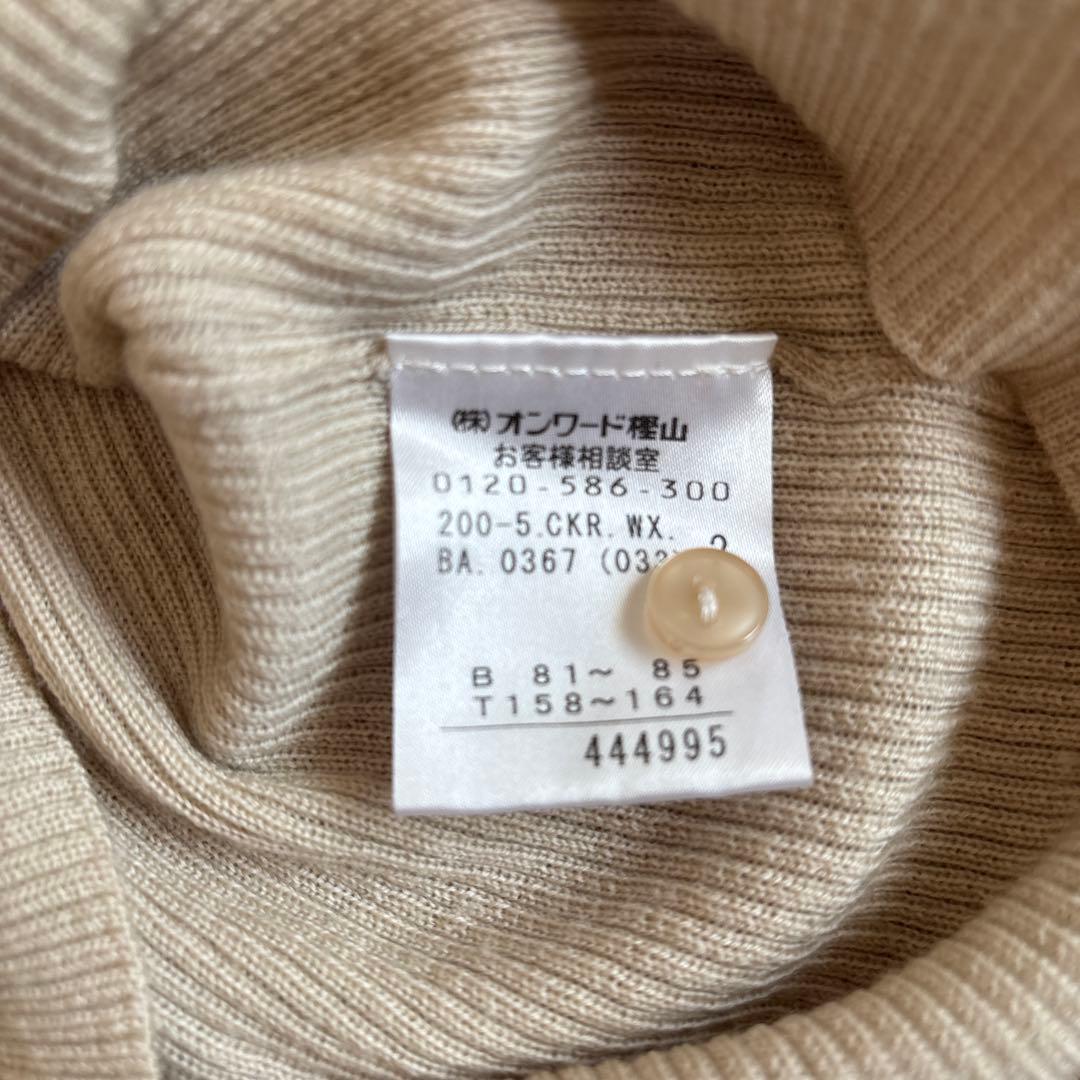 (株)オンワード樫山
お客様相談室
0120-586-300
200-5.CKR.WX.
BA. 0367
B 81~ 85
T158~164
444995